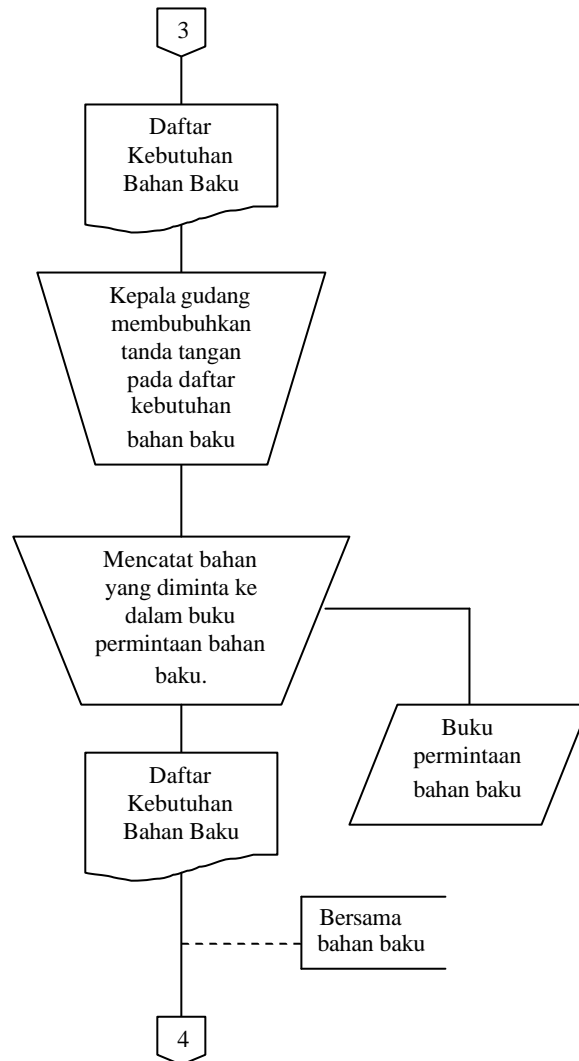 3
Daftar
Kebutuhan
Bahan Baku
Kepala gudang
membubuhkan
tanda tangan
pada daftar
kebutuhan
bahan baku
Mencatat bahan
yang diminta ke
dalam buku
permintaan bahan
baku.
Buku
permintaan
bahan baku
Daftar
Kebutuhan
Bahan Baku
Bersama
bahan baku
4